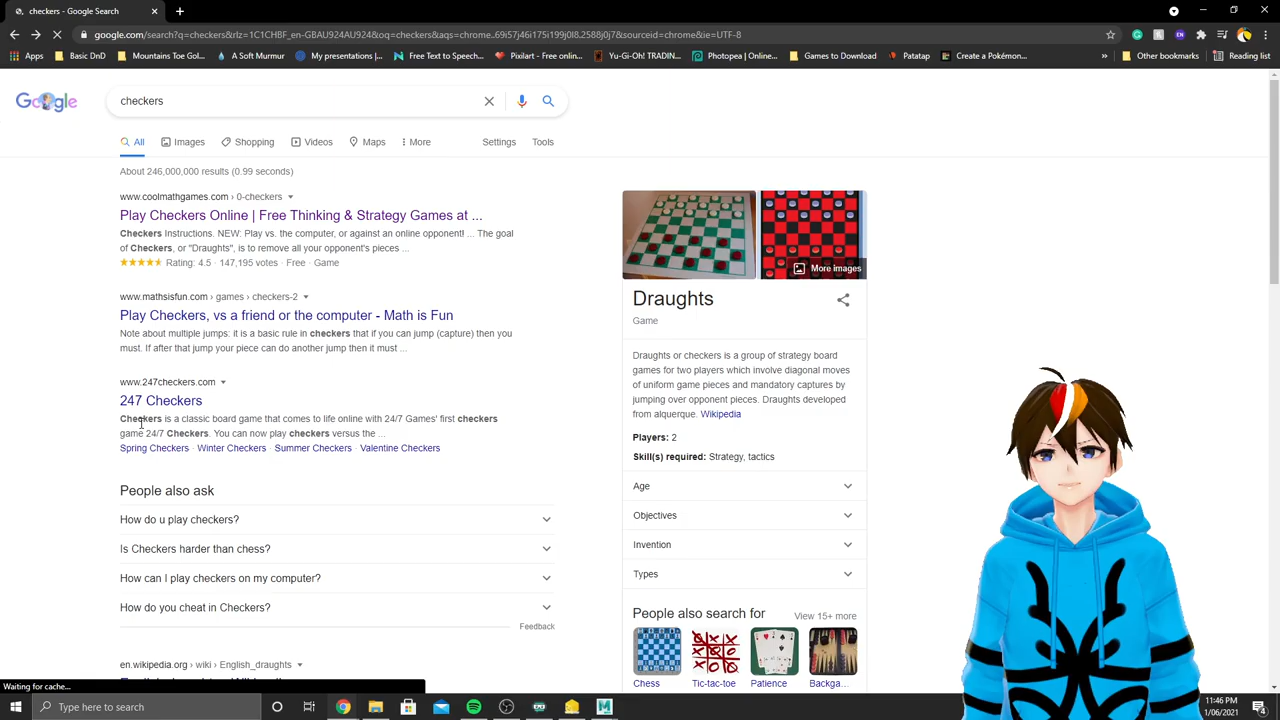 checkers - Google Search
google.com/search?q=checkers&rlz=1C1CHBF_en-GBAU924AU924&oq=checkers&aqs=chrome..69i57j46i175i199j0l8.2588j0j7&sourceid=chrome&ie=UTF-8
Apps
Basic DnD
Mountains Toe Gol...
A Soft Murmur
My presentations |...
Free Text to Speech...
Pixlart - free online...
Yu-Gi-Oh! TRADIN...
Photopea | Online...
Games to Download
Patatap
Create a Pokémon...
»
Other bookmarks
Reading list
Google
checkers
All
Images
Shopping
Videos
Maps
More
Settings
Tools
About 246,000,000 results (0.99 seconds)
www.coolmathgames.com › 0-checkers
Play Checkers Online | Free Thinking & Strategy Games at ...
Checkers Instructions. NEW: Play vs. the computer, or against an online opponent! ... The goal
of Checkers, or "Draughts", is to remove all your opponent's pieces ...
Rating: 4.5 · 147,195 votes · Free · Game
www.mathsisfun.com › games › checkers-2
Play Checkers, vs a friend or the computer - Math is Fun
Note about multiple jumps: it is a basic rule in checkers that if you can jump (capture) then you
must. If after that jump your piece can do another jump then it must ...
www.247checkers.com
247 Checkers
Checkers is a classic board game that comes to life online with 24/7 Games' first checkers
game 24/7 Checkers. You can now play checkers versus the ...
Spring Checkers · Winter Checkers · Summer Checkers · Valentine Checkers
People also ask
How do u play checkers?
Is Checkers harder than chess?
How can I play checkers on my computer?
How do you cheat in Checkers?
Feedback
en.wikipedia.org › wiki › English_draughts
More images
Draughts
Game
Draughts or checkers is a group of strategy board
games for two players which involve diagonal moves
of uniform game pieces and mandatory captures by
jumping over opponent pieces. Draughts developed
from alquerque. Wikipedia
Players: 2
Skill(s) required: Strategy, tactics
Age
Objectives
Invention
Types
People also search for
View 15+ more
Chess
Tic-tac-toe
Patience
Backga...
Waiting for cache...
Type here to search
11:46 PM
1/06/2021